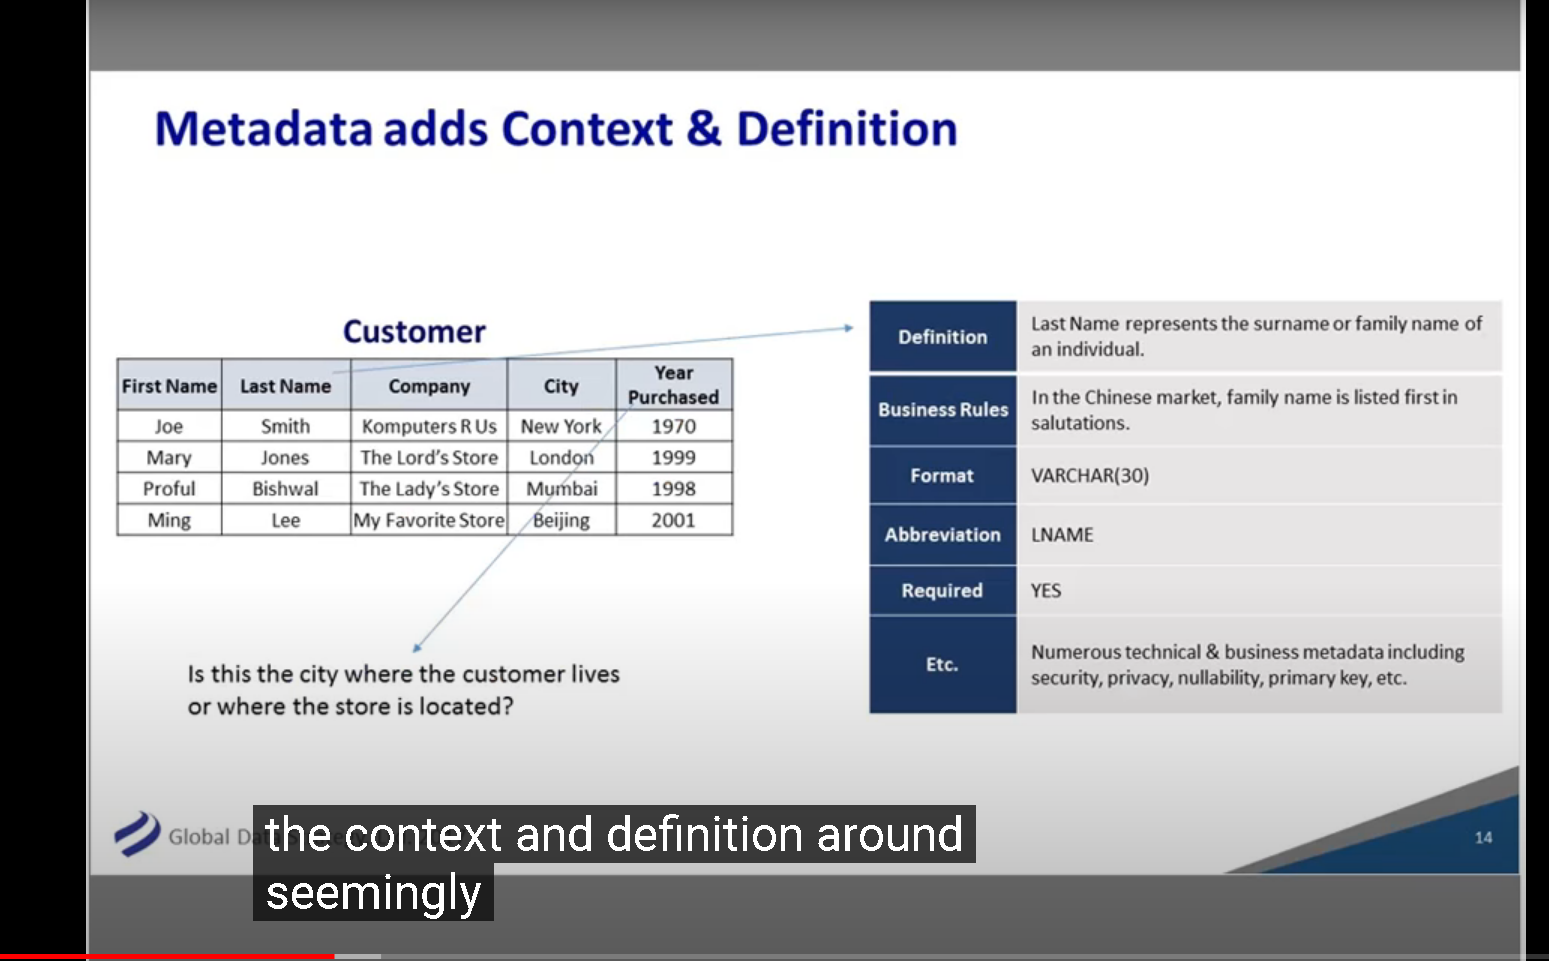 Metadata adds Context & Definition
Customer
First Name Last Name Company City Year Purchased
Joe Smith Komputers R Us New York 1970
Mary Jones The Lord's Store London 1999
Proful Bishwal The Lady's Store Mumbai 1998
Ming Lee My Favorite Store Beijing 2001
Is this the city where the customer lives
or where the store is located?
Definition Last Name represents the surname or family name of
an individual.
Business Rules In the Chinese market, family name is listed first in
salutations.
Format VARCHAR(30)
Abbreviation LNAME
Required YES
Etc. Numerous technical & business metadata including
security, privacy, nullability, primary key, etc.
Global
14
the context and definition around
seemingly